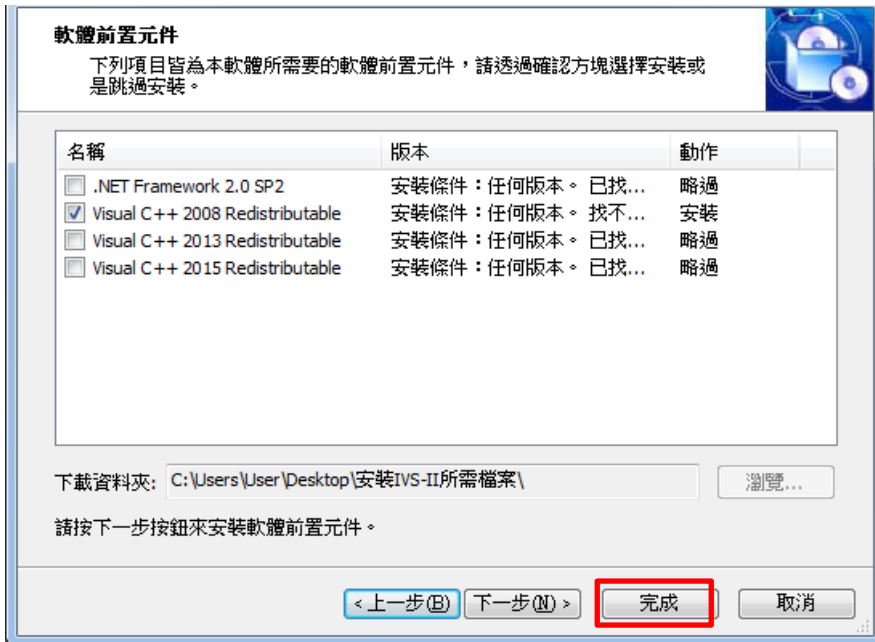 軟體前置元件
下列項目皆為本軟體所需要的軟體前置元件，請透過確認方塊選擇安裝或
是跳過安裝。
名稱 版本 動作
.NET Framework 2.0 SP2 安裝條件：任何版本。 已找... 略過
Visual C++ 2008 Redistributable 安裝條件：任何版本。 找不... 安裝
Visual C++ 2013 Redistributable 安裝條件：任何版本。 已找... 略過
Visual C++ 2015 Redistributable 安裝條件：任何版本。 已找... 略過
下載資料夾: C:\Users\User\Desktop\安裝IVS-II所需檔案\ 瀏覽...
請按下一步按鈕來安裝軟體前置元件。
<上一步(B) 下一步(N) > 完成 取消